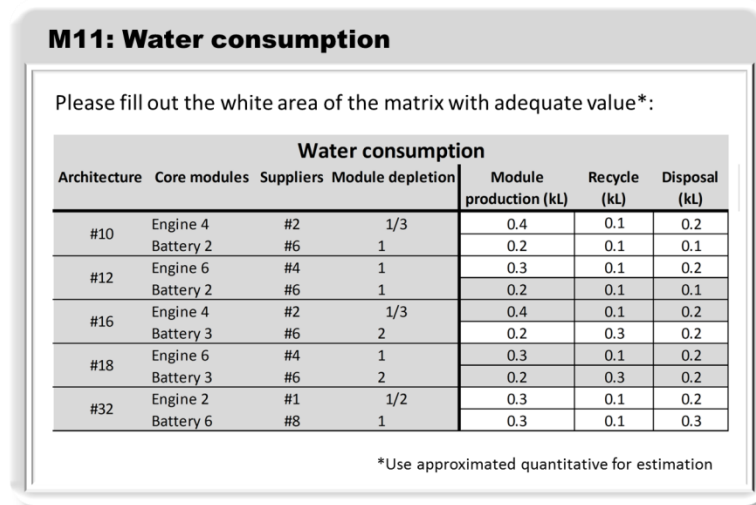 M11: Water consumption
Please fill out the white area of the matrix with adequate value*:
Water consumption
Architecture Core modules Suppliers Module depletion Module production (kL) Recycle (kL) Disposal (kL)
#10 Engine 4 #2 1/3 0.4 0.1 0.2
Battery 2 #6 1 0.2 0.1 0.1
#12 Engine 6 #4 1 0.3 0.1 0.2
Battery 2 #6 1 0.2 0.1 0.1
#16 Engine 4 #2 1/3 0.4 0.1 0.2
Battery 3 #6 2 0.2 0.3 0.2
#18 Engine 6 #4 1 0.3 0.1 0.2
Battery 3 #6 2 0.2 0.3 0.2
#32 Engine 2 #1 1/2 0.3 0.1 0.2
Battery 6 #8 1 0.3 0.1 0.3
*Use approximated quantitative for estimation